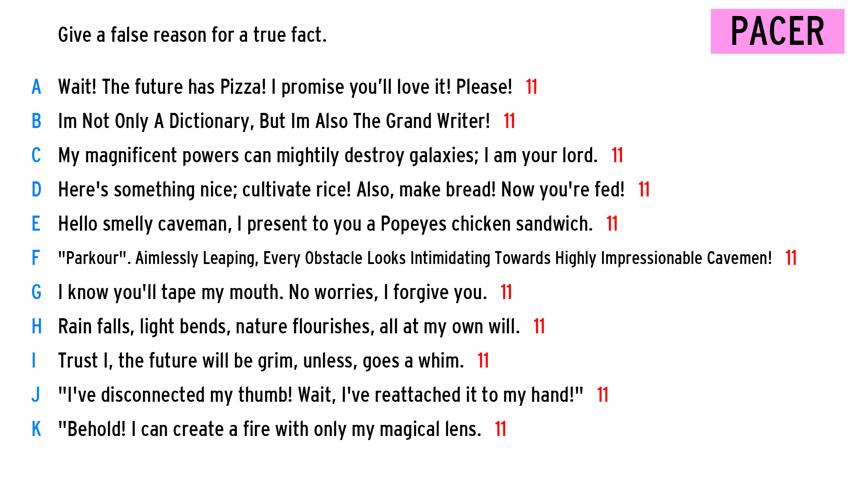 Give a false reason for a true fact.
PACER
A Wait! The future has Pizza! I promise you'll love it! Please! 11
B Im Not Only A Dictionary, But Im Also The Grand Writer! 11
C My magnificent powers can mightily destroy galaxies; I am your lord. 11
D Here's something nice; cultivate rice! Also, make bread! Now you're fed! 11
E Hello smelly caveman, I present to you a Popeyes chicken sandwich. 11
F "Parkour". Aimlessly Leaping, Every Obstacle Looks Intimidating Towards Highly Impressionable Cavemen! 11
G I know you'll tape my mouth. No worries, I forgive you. 11
H Rain falls, light bends, nature flourishes, all at my own will. 11
I Trust I, the future will be grim, unless, goes a whim. 11
J "I've disconnected my thumb! Wait, I've reattached it to my hand!" 11
K "Behold! I can create a fire with only my magical lens. 11